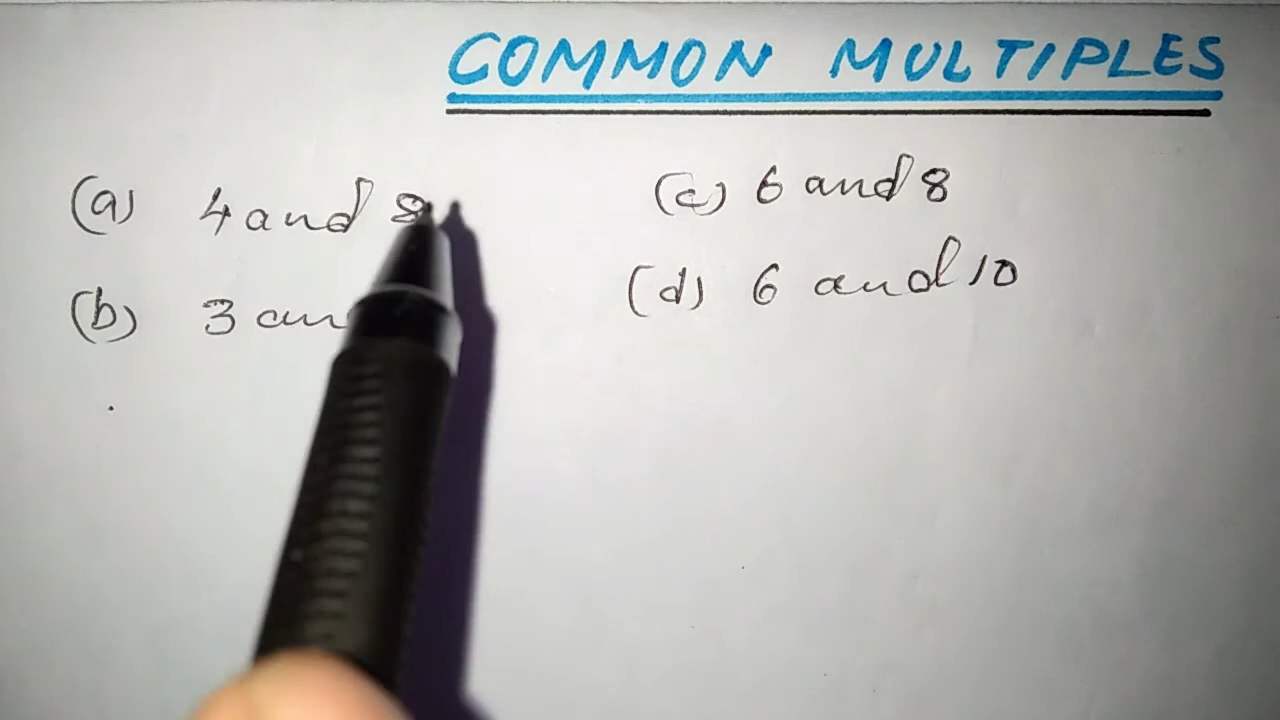 COMMON MULTIPLES
(a) 4 and 8
(b) 3
(c) 6 and 8
(d) 6 and 10